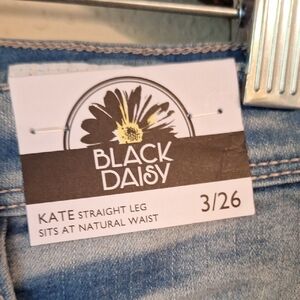 BLACK
DAISY
KATE STRAIGHT LEG
SITS AT NATURAL WAIST
3/26